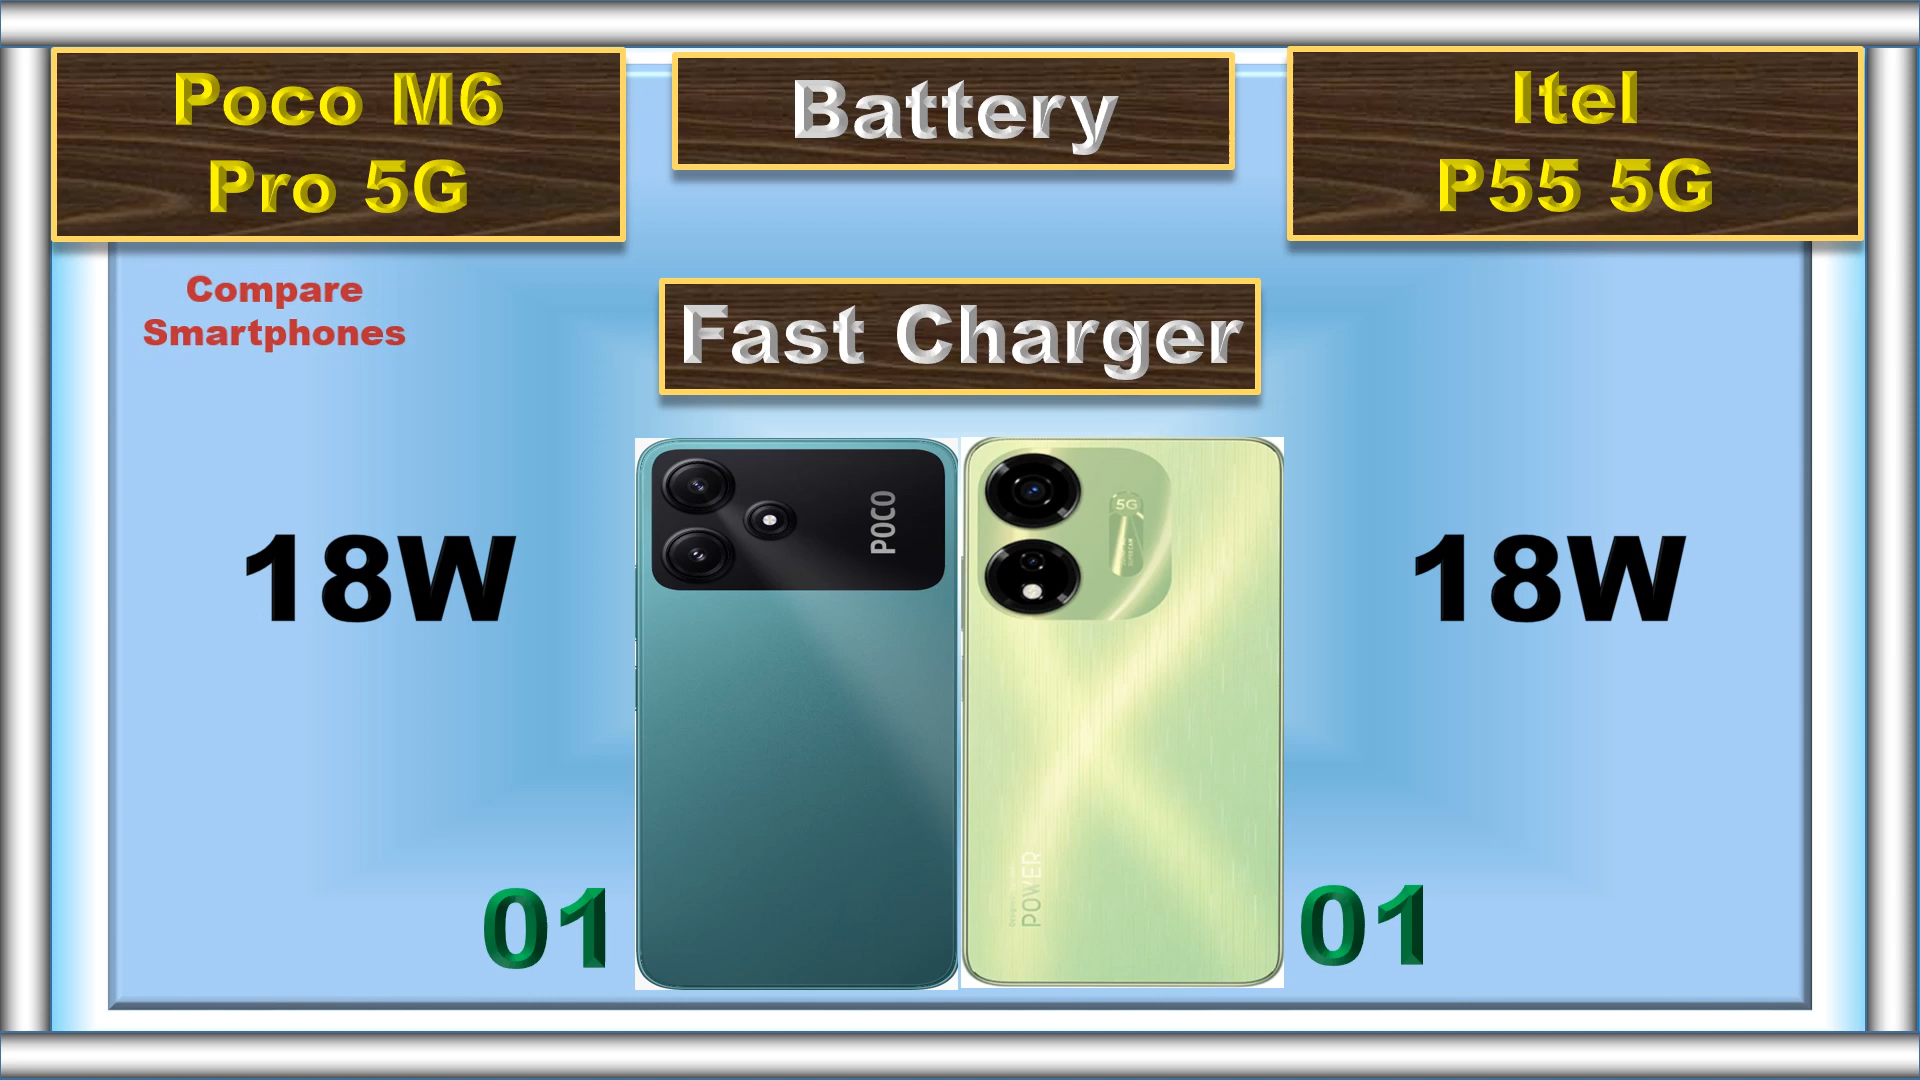 Poco M6
Pro 5G
Battery
Itel
P55 5G
Compare
Smartphones
Fast Charger
POCO
5G
18W
18W
POWER
01
01